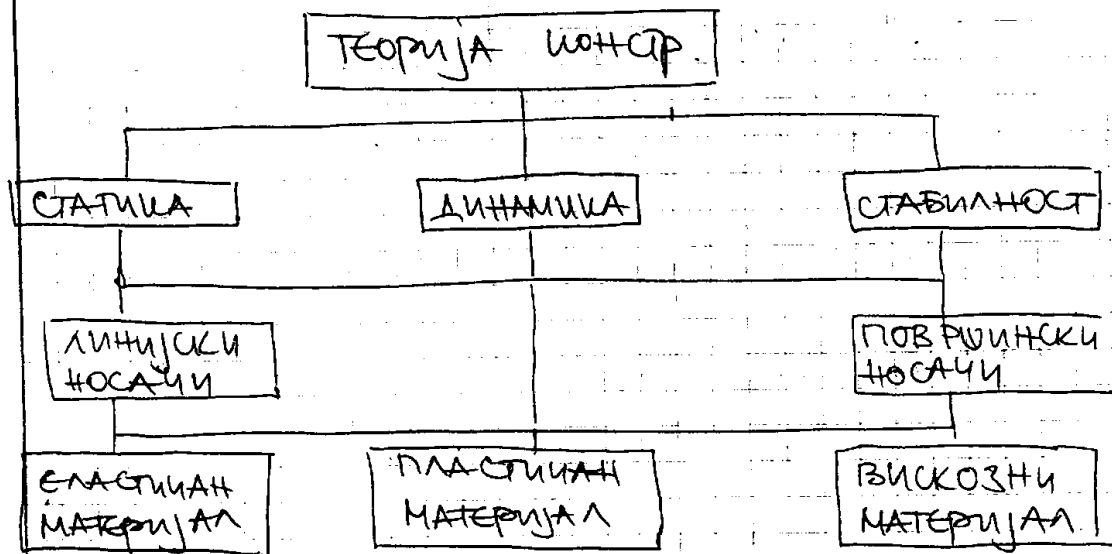 ТЕОРИЈА КОНСТР.
СТАТИКА
ДИНАМИКА
СТАБИЛНОСТ
ЛИНИЈСКИ
НОСАЧИ
ПОВРШИНСКИ
НОСАЧИ
ЕЛАСТИЧАН
МАТЕРИЈАЛ
ПЛАСТИЧАН
МАТЕРИЈАЛ
ВИСКОЗНИ
МАТЕРИЈАЛ